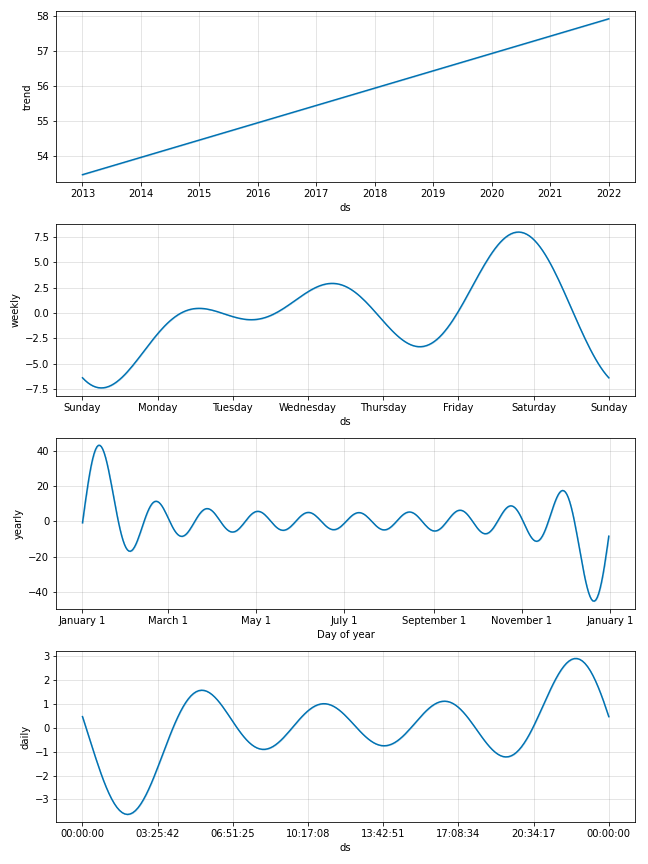 58
57
56
55
54
trend
2013 2014 2015 2016 2017 2018 2019 2020 2021 2022
ds
7.5
5.0
2.5
0.0
−2.5
−5.0
−7.5
weekly
Sunday Monday Tuesday Wednesday Thursday Friday Saturday Sunday
ds
40
20
0
−20
−40
yearly
January 1 March 1 May 1 July 1 September 1 November 1 January 1
Day of year
3
2
1
0
−1
−2
−3
daily
00:00:00 03:25:42 06:51:25 10:17:08 13:42:51 17:08:34 20:34:17 00:00:00
ds